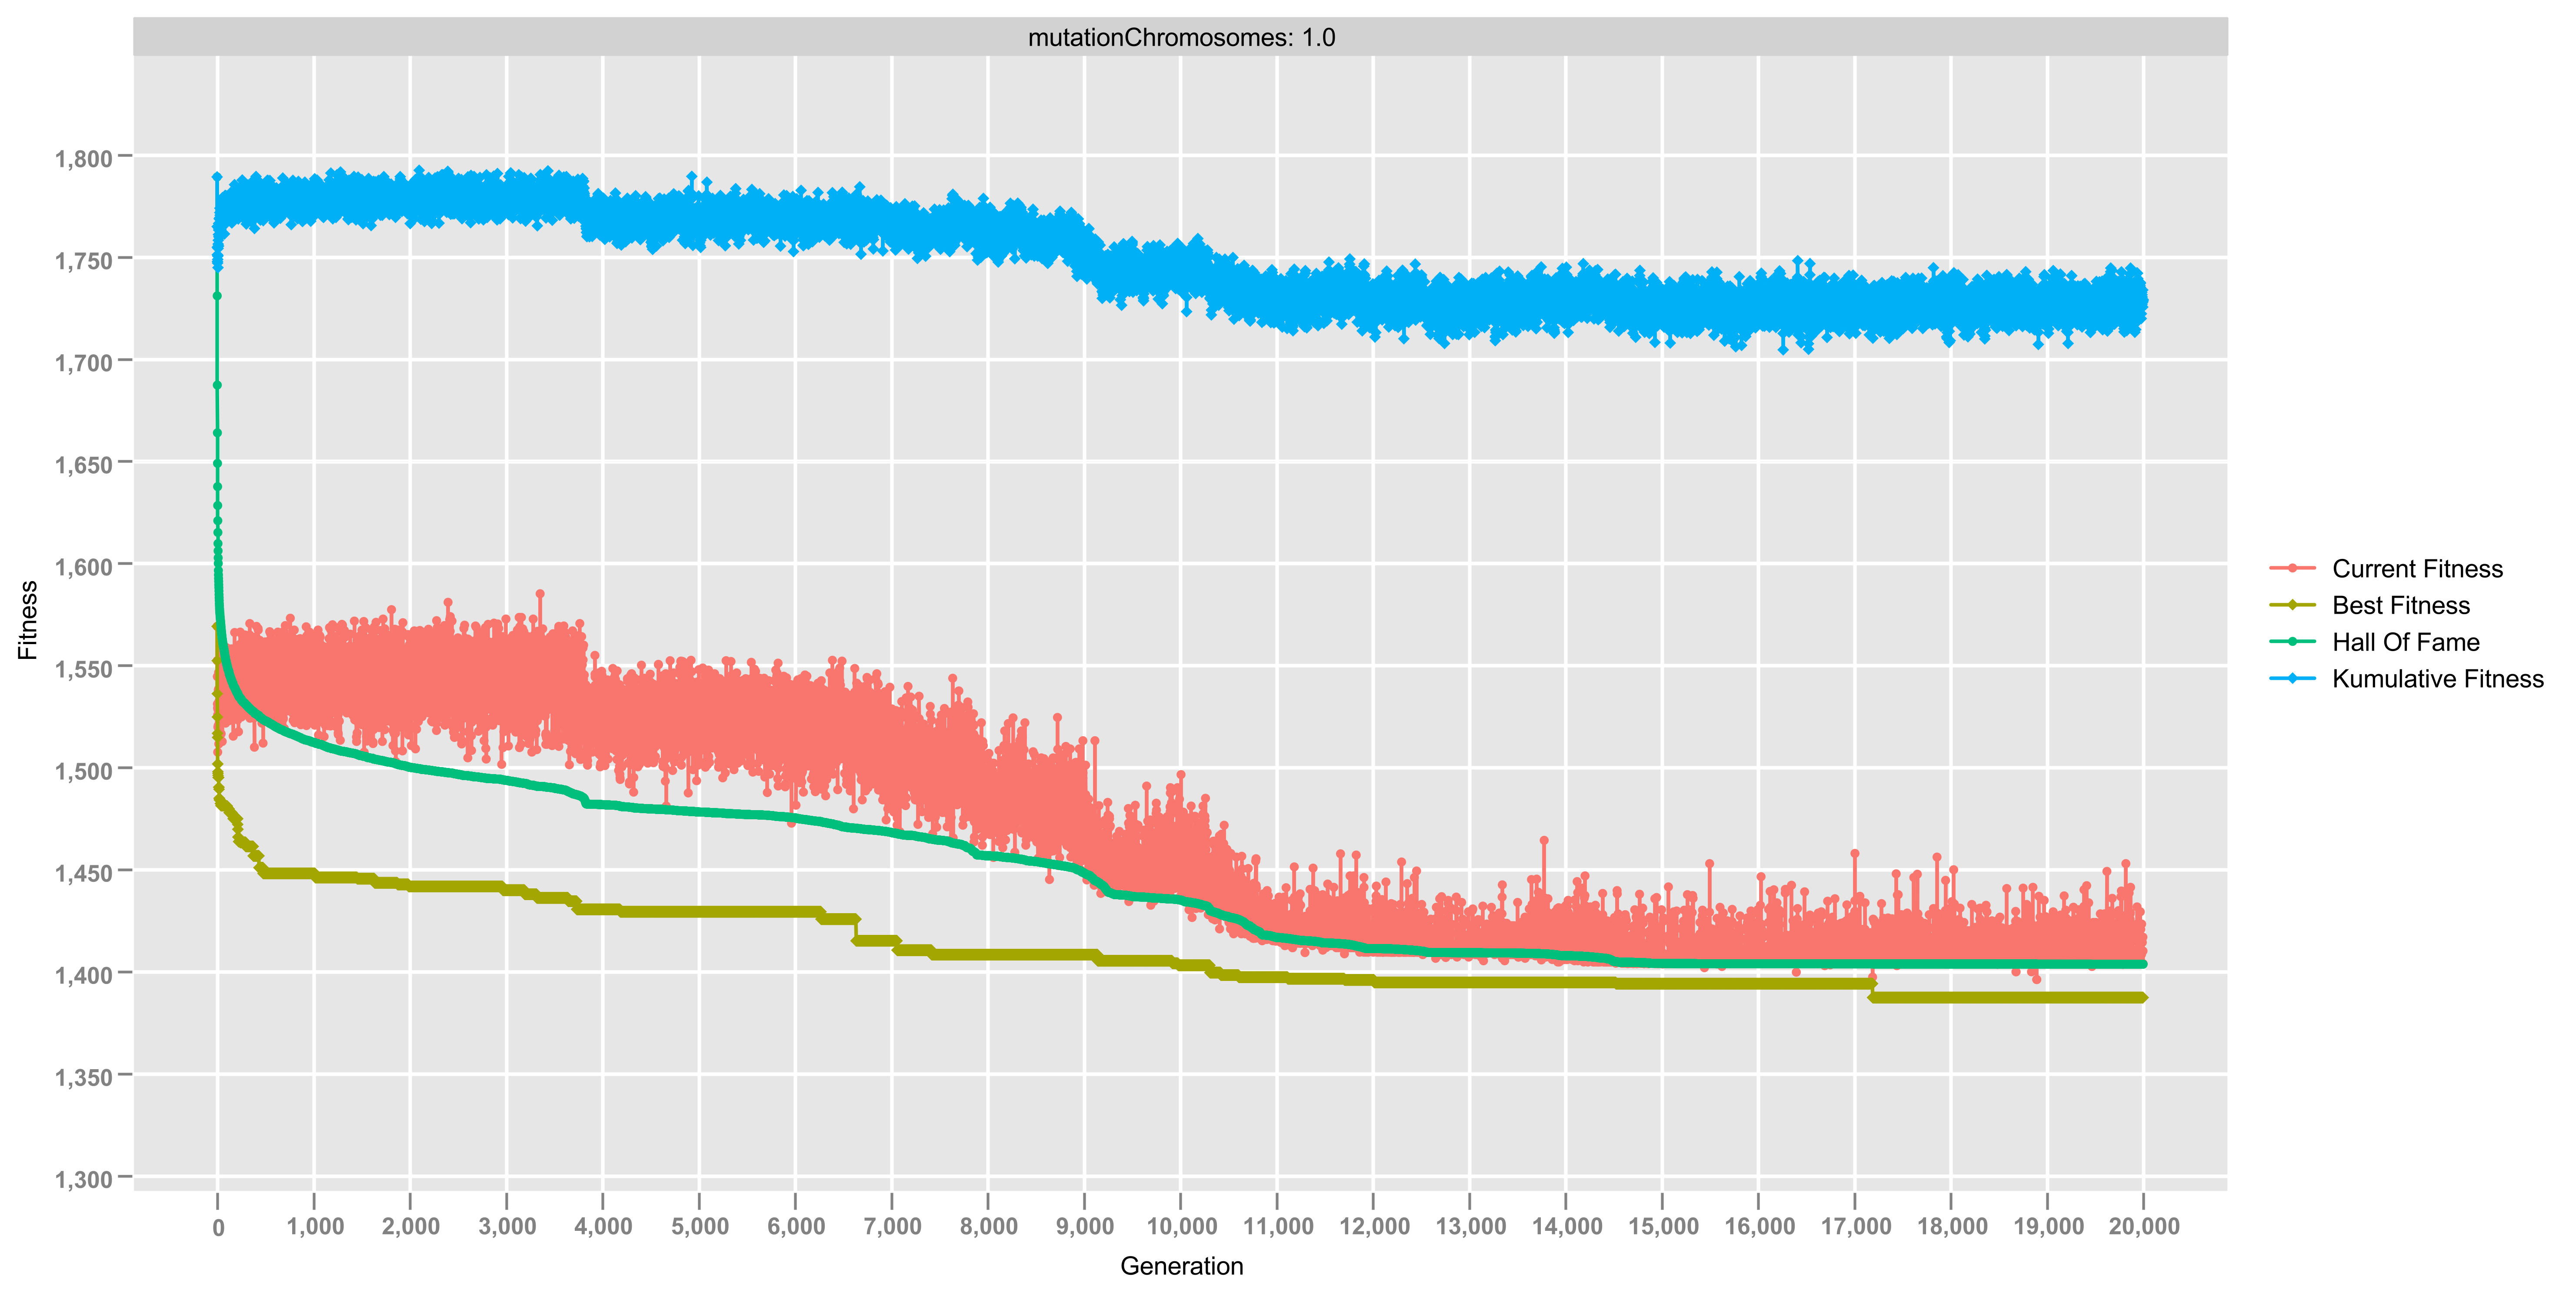 mutationChromosomes: 1.0
1,800
1,750
1,700
1,650
1,600
1,550
1,500
1,450
1,400
1,350
1,300
Fitness
0 1,000 2,000 3,000 4,000 5,000 6,000 7,000 8,000 9,000 10,000 11,000 12,000 13,000 14,000 15,000 16,000 17,000 18,000 19,000 20,000
Generation
Current Fitness
Best Fitness
Hall Of Fame
Kumulative Fitness